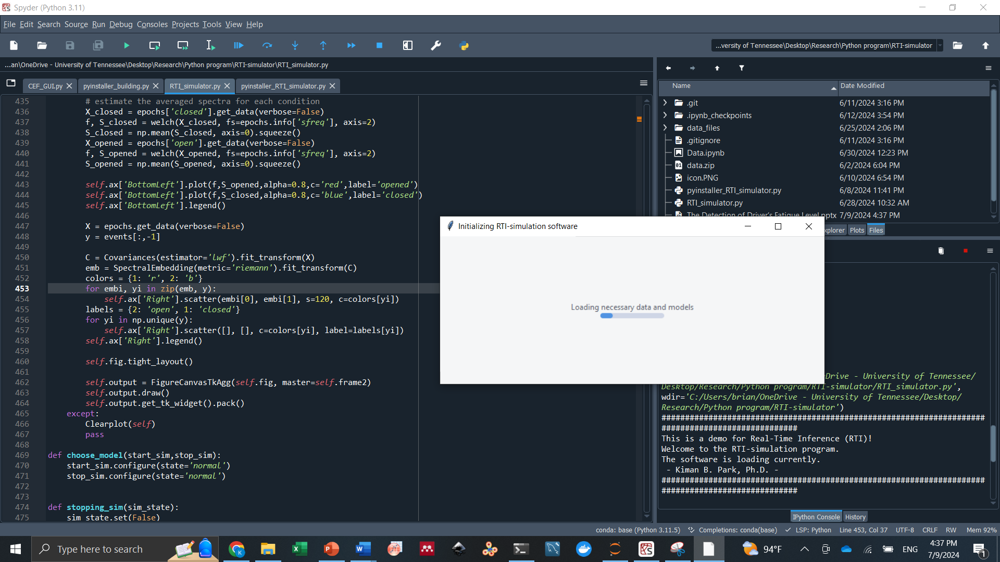 Spyder (Python 3.11)
File Edit Search Source Run Debug Consoles Projects Tools View Help
...versity of Tennessee\Desktop\Research\Python program\RTI-simulator
...an\OneDrive - University of Tennessee\Desktop\Research\Python program\RTI-simulator\RTI_simulator.py
CEF_GUI.py pyinstaller_building.py RTI_simulator.py pyinstaller_RTI_simulator.py
435 # estimate the averaged spectra for each condition
436 X_closed = epochs['closed'].get_data(verbose=False)
437 f, S_closed = welch(X_closed, fs=epochs.info['sfreq'], axis=2)
438 S_closed = np.mean(S_closed, axis=0).squeeze()
439 X_opened = epochs['open'].get_data(verbose=False)
440 f, S_opened = welch(X_opened, fs=epochs.info['sfreq'], axis=2)
441 S_opened = np.mean(S_opened, axis=0).squeeze()
442
443 self.ax['BottomLeft'].plot(f,S_opened,alpha=0.8,c='red',label='opened')
444 self.ax['BottomLeft'].plot(f,S_closed,alpha=0.8,c='blue',label='closed')
445 self.ax['BottomLeft'].legend()
446
447 X = epochs.get_data(verbose=False)
448 y = events[:,-1]
449
450 C = Covariances(estimator='lwf').fit_transform(X)
451 emb = SpectralEmbedding(metric='riemann').fit_transform(C)
452 colors = {1: 'r', 2: 'b'}
453 for embi, yi in zip(emb, y):
454 self.ax['Right'].scatter(embi[0], embi[1], s=120, c=colors[yi])
455 labels = {2: 'open', 1: 'closed'}
456 for yi in np.unique(y):
457 self.ax['Right'].scatter([], [], c=colors[yi], label=labels[yi])
458 self.ax['Right'].legend()
459
460 self.fig.tight_layout()
461
462 self.output = FigureCanvasTkAgg(self.fig, master=self.frame2)
463 self.output.draw()
464 self.output.get_tk_widget().pack()
465 except:
466 Clearplot(self)
467 pass
468
469 def choose_model(start_sim,stop_sim):
470 start_sim.configure(state='normal')
471 stop_sim.configure(state='normal')
472
473
474 def stopping_sim(sim_state):
475 sim_state.set(False)
Name Date Modified
.git 6/11/2024 3:16 PM
.ipynb_checkpoints 6/12/2024 3:54 PM
data_files 6/25/2024 2:06 PM
.gitignore 6/11/2024 3:16 PM
Data.ipynb 6/30/2024 12:23 PM
data.zip 6/2/2024 6:04 PM
icon.PNG 6/10/2024 6:54 PM
pyinstaller_RTI_simulator.py 6/8/2024 11:41 PM
RTI_simulator.py 6/28/2024 10:32 AM
The Detection of Driver's Fatigue Level.pptx 7/9/2024 4:37 PM
xplorer Plots Files
Initializing RTI-simulation software
Loading necessary data and models
Drive - University of Tennessee/
Desktop/Research/Python program/RTI-simulator/RTI_simulator.py',
wdir='C:/Users/brian/OneDrive - University of Tennessee/Desktop/
Research/Python program/RTI-simulator')
#####################################################################
#############################
This is a demo for Real-Time Inference (RTI)!
Welcome to the RTI-simulation program.
The software is loading currently.
- Kiman B. Park, Ph.D. -
#####################################################################
#############################
IPython Console History
conda: base (Python 3.11.5) Completions: conda(base) LSP: Python Line 453, Col 37 UTF-8 CRLF RW Mem 92%
Type here to search
94°F
ENG
4:37 PM
7/9/2024
1